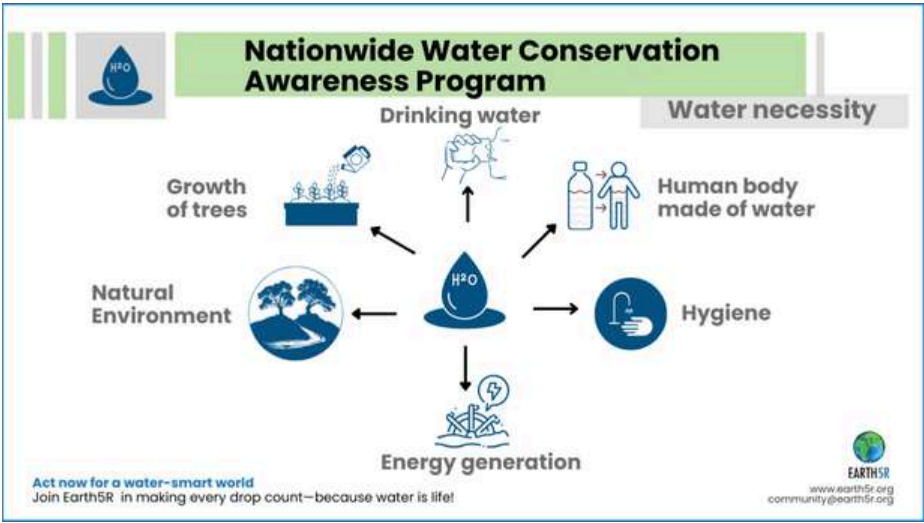 Nationwide Water Conservation
Awareness Program
H²O
Water necessity
Drinking water
Growth
of trees
Human body
made of water
Natural
Environment
H²O
Hygiene
Energy generation
Act now for a water-smart world
Join Earth5R in making every drop count—because water is life!
EARTH5R
www.earth5r.org
community@earth5r.org